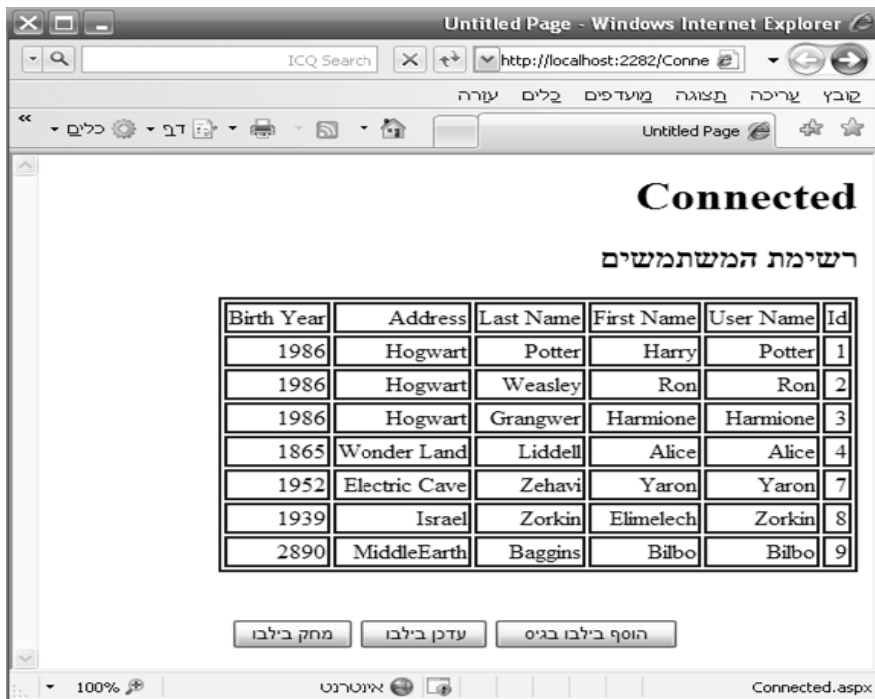 Untitled Page - Windows Internet Explorer
http://localhost:2282/Conne ICQ Search
קובץ עריכה תצוגה מועדפים כלים עזרה
Untitled Page דף כלים
Connected
רשימת המשתמשים
Id User Name First Name Last Name Address Birth Year
1 Potter Harry Potter Hogwart 1986
2 Ron Ron Weasley Hogwart 1986
3 Harmione Harmione Grangwer Hogwart 1986
4 Alice Alice Liddell Wonder Land 1865
7 Yaron Yaron Zehavi Electric Cave 1952
8 Zorkin Elimelech Zorkin Israel 1939
9 Bilbo Bilbo Baggins MiddleEarth 2890
הוסף בילבו בגיס עדכן בילבו מחק בילבו
Connected.aspx אינטרנט 100%